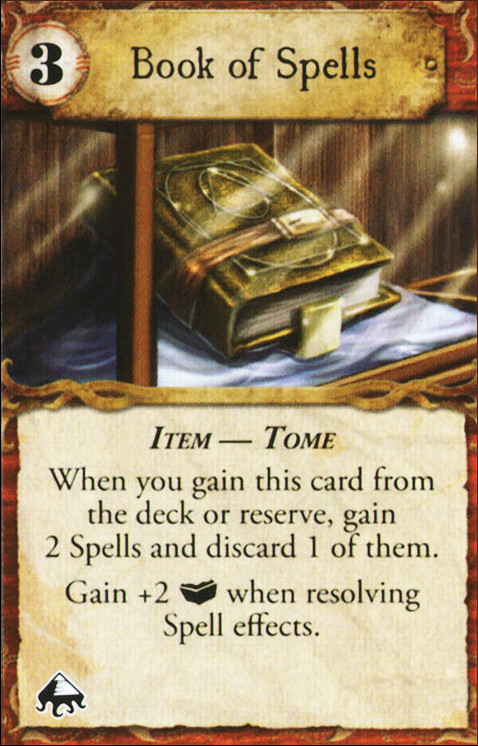 3
Book of Spells
Item — Tome
When you gain this card from
the deck or reserve, gain
2 Spells and discard 1 of them.
Gain +2 when resolving
Spell effects.